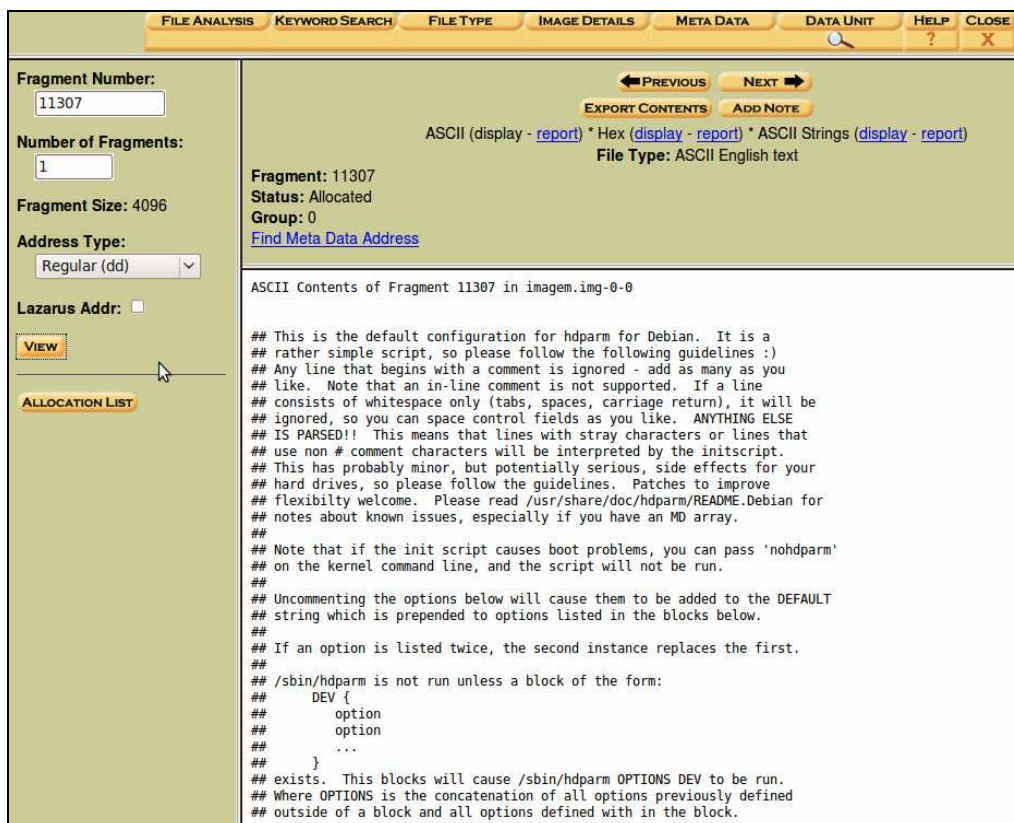 FILE ANALYSIS KEYWORD SEARCH FILE TYPE IMAGE DETAILS META DATA DATA UNIT HELP CLOSE
? X
Fragment Number:
11307
Number of Fragments:
1
Fragment Size: 4096
Address Type:
Regular (dd)
Lazarus Addr:
VIEW
ALLOCATION LIST
PREVIOUS NEXT
EXPORT CONTENTS ADD NOTE
ASCII (display - report) * Hex (display - report) * ASCII Strings (display - report)
File Type: ASCII English text
Fragment: 11307
Status: Allocated
Group: 0
Find Meta Data Address
ASCII Contents of Fragment 11307 in imagem.img-0-0
## This is the default configuration for hdparm for Debian.  It is a
## rather simple script, so please follow the following guidelines :)
## Any line that begins with a comment is ignored - add as many as you
## like.  Note that an in-line comment is not supported.  If a line
## consists of whitespace only (tabs, spaces, carriage return), it will be
## ignored, so you can space control fields as you like.  ANYTHING ELSE
## IS PARSED!!  This means that lines with stray characters or lines that
## use non # comment characters will be interpreted by the initscript.
## This has probably minor, but potentially serious, side effects for your
## hard drives, so please follow the guidelines.  Patches to improve
## flexibilty welcome.  Please read /usr/share/doc/hdparm/README.Debian for
## notes about known issues, especially if you have an MD array.
##
## Note that if the init script causes boot problems, you can pass 'nohdparm'
## on the kernel command line, and the script will not be run.
##
## Uncommenting the options below will cause them to be added to the DEFAULT
## string which is prepended to options listed in the blocks below.
##
## If an option is listed twice, the second instance replaces the first.
##
## /sbin/hdparm is not run unless a block of the form:
##      DEV {
##         option
##         option
##         ...
##      }
## exists.  This blocks will cause /sbin/hdparm OPTIONS DEV to be run.
## Where OPTIONS is the concatenation of all options previously defined
## outside of a block and all options defined with in the block.